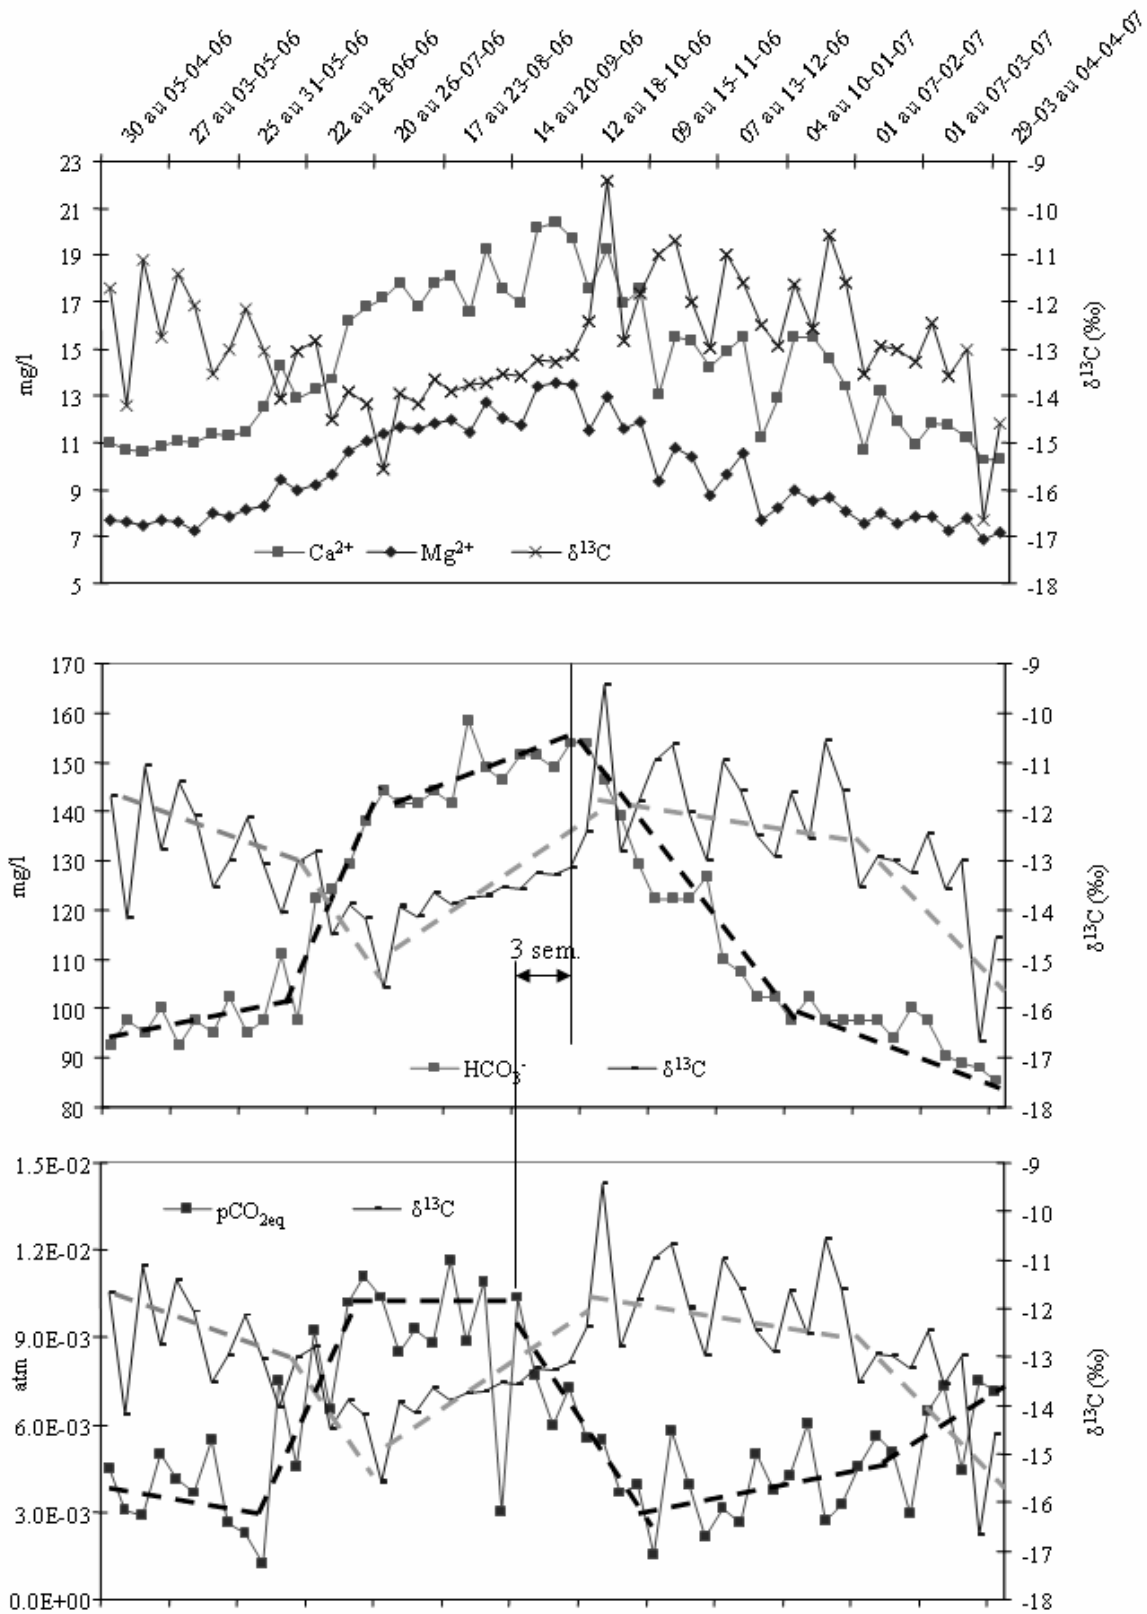 30 au 05-04-06
27 au 03-05-06
25 au 31-05-06
22 au 28-06-06
20 au 26-07-06
17 au 23-08-06
14 au 20-09-06
12 au 18-10-06
09 au 15-11-06
07 au 13-12-06
04 au 10-01-07
01 au 07-02-07
01 au 07-03-07
29-03 au 04-04-07
23 -9
21 -10
19 -11
17 -12
15 -13
13 -14
11 -15
9 -16
7 -17
5 -18
mg/l
δ¹³C (‰)
Ca²⁺ Mg²⁺ δ¹³C
170 -9
160 -10
150 -11
140 -12
130 -13
120 -14
110 -15
100 -16
90 -17
80 -18
mg/l
δ¹³C (‰)
3 sem.
HCO₃⁻ δ¹³C
1.5E-02 -9
-10
1.2E-02 -11
-12
9.0E-03 -13
6.0E-03 -14
-15
3.0E-03 -16
-17
0.0E+00 -18
atm
δ¹³C (‰)
pCO₂eq δ¹³C